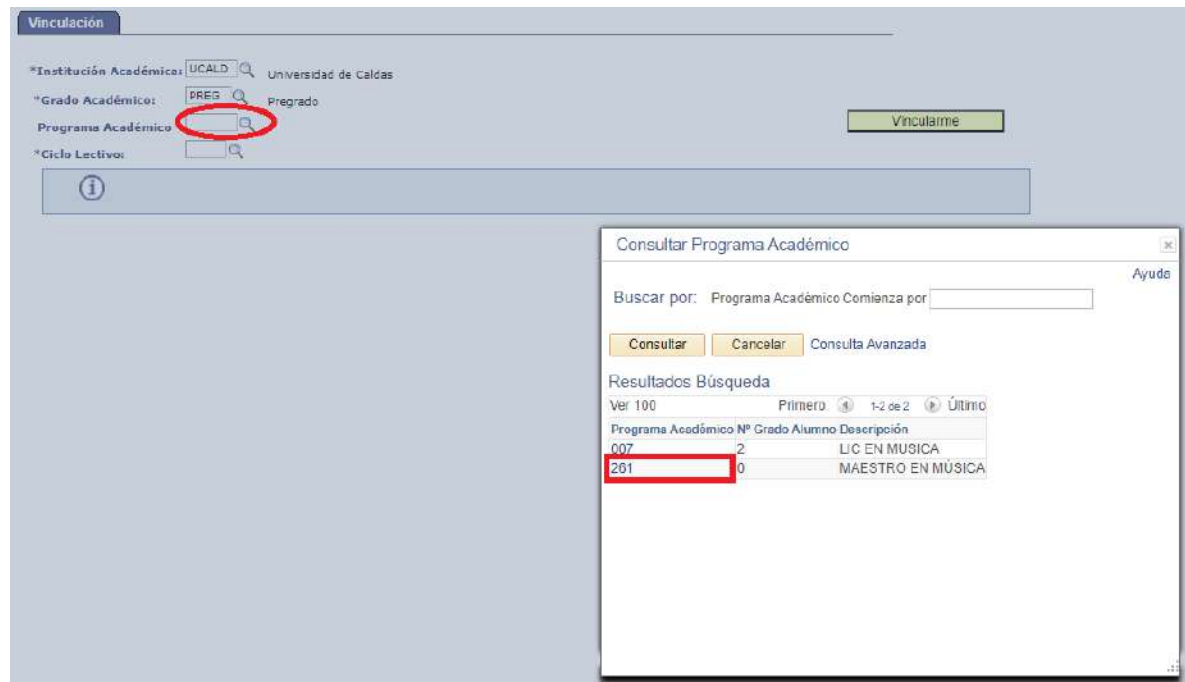 Vinculación
*Institución Académica: UCALD Universidad de Caldas
*Grado Académico: PREG Pregrado
Programa Académico
Vincularme
*Ciclo Lectivo:
Consultar Programa Académico
Ayuda
Buscar por: Programa Académico Comienza por
Consultar Cancelar Consulta Avanzada
Resultados Búsqueda
Ver 100 Primero 1-2 de 2 Último
Programa Académico Nº Grado Alumno Descripción
007 2 LIC EN MUSICA
261 0 MAESTRO EN MÚSICA